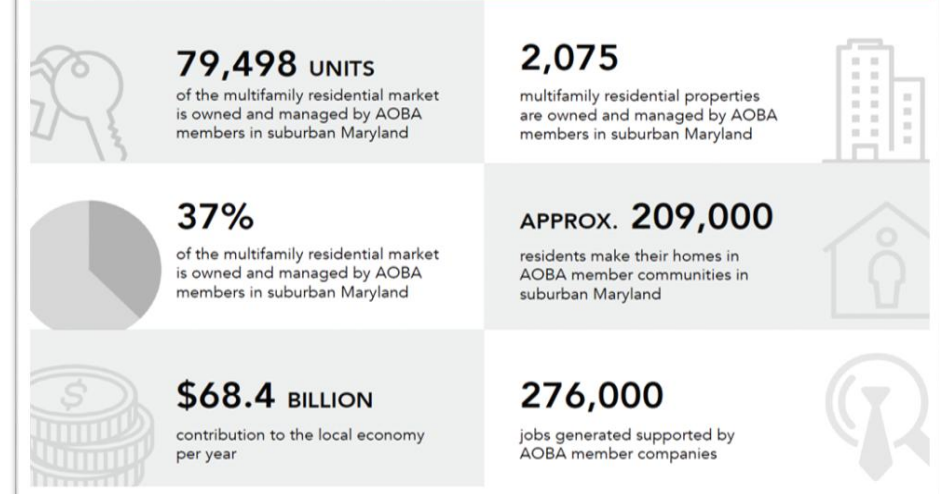 79,498 UNITS
of the multifamily residential market
is owned and managed by AOBA
members in suburban Maryland
2,075
multifamily residential properties
are owned and managed by AOBA
members in suburban Maryland
37%
of the multifamily residential market
is owned and managed by AOBA
members in suburban Maryland
APPROX. 209,000
residents make their homes in
AOBA member communities in
suburban Maryland
$68.4 BILLION
contribution to the local economy
per year
276,000
jobs generated supported by
AOBA member companies
$